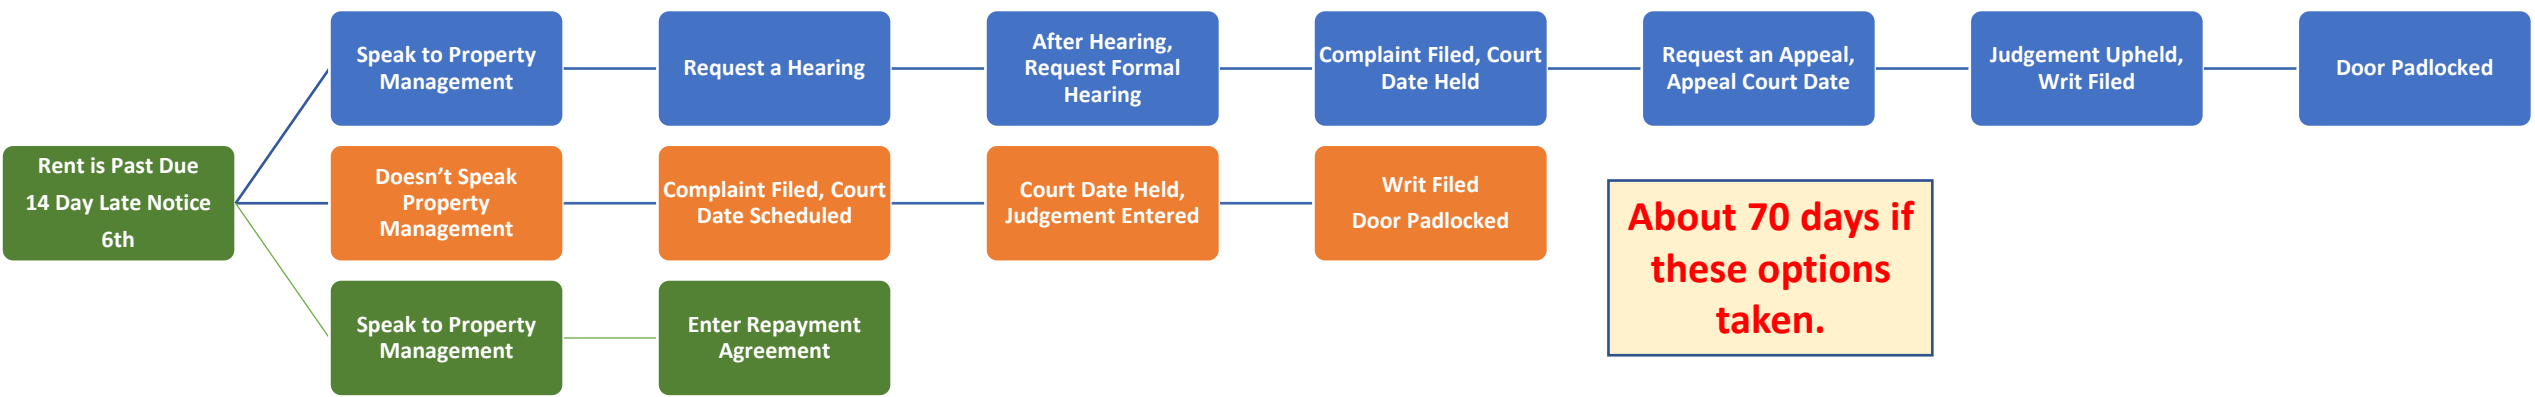 Speak to Property
Management
Request a Hearing
After Hearing,
Request Formal
Hearing
Complaint Filed, Court
Date Held
Request an Appeal,
Appeal Court Date
Judgement Upheld,
Writ Filed
Door Padlocked
Rent is Past Due
14 Day Late Notice
6th
Doesn’t Speak
Property
Management
Complaint Filed, Court
Date Scheduled
Court Date Held,
Judgement Entered
Writ Filed
Door Padlocked
About 70 days if
these options
taken.
Speak to Property
Management
Enter Repayment
Agreement